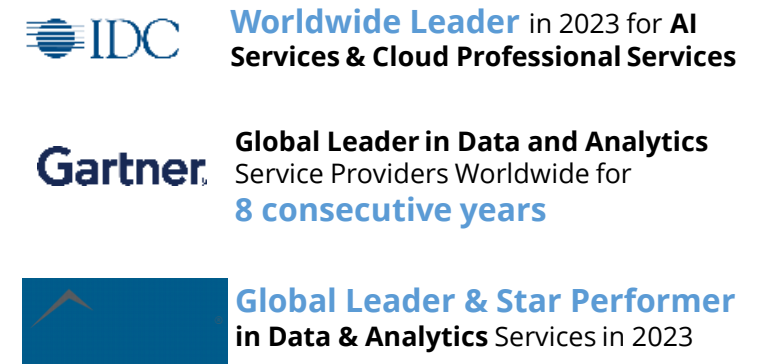 IDC
Worldwide Leader in 2023 for AI
Services & Cloud Professional Services
Gartner
Global Leader in Data and Analytics
Service Providers Worldwide for
8 consecutive years
Global Leader & Star Performer
in Data & Analytics Services in 2023